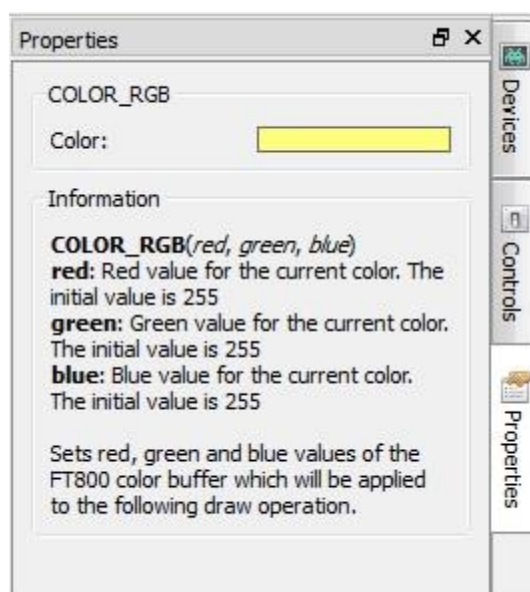 Properties
COLOR_RGB
Color:
Information
COLOR_RGB(red, green, blue)
red: Red value for the current color. The
initial value is 255
green: Green value for the current color.
The initial value is 255
blue: Blue value for the current color.
The initial value is 255
Sets red, green and blue values of the
FT800 color buffer which will be applied
to the following draw operation.
Devices
Controls
Properties